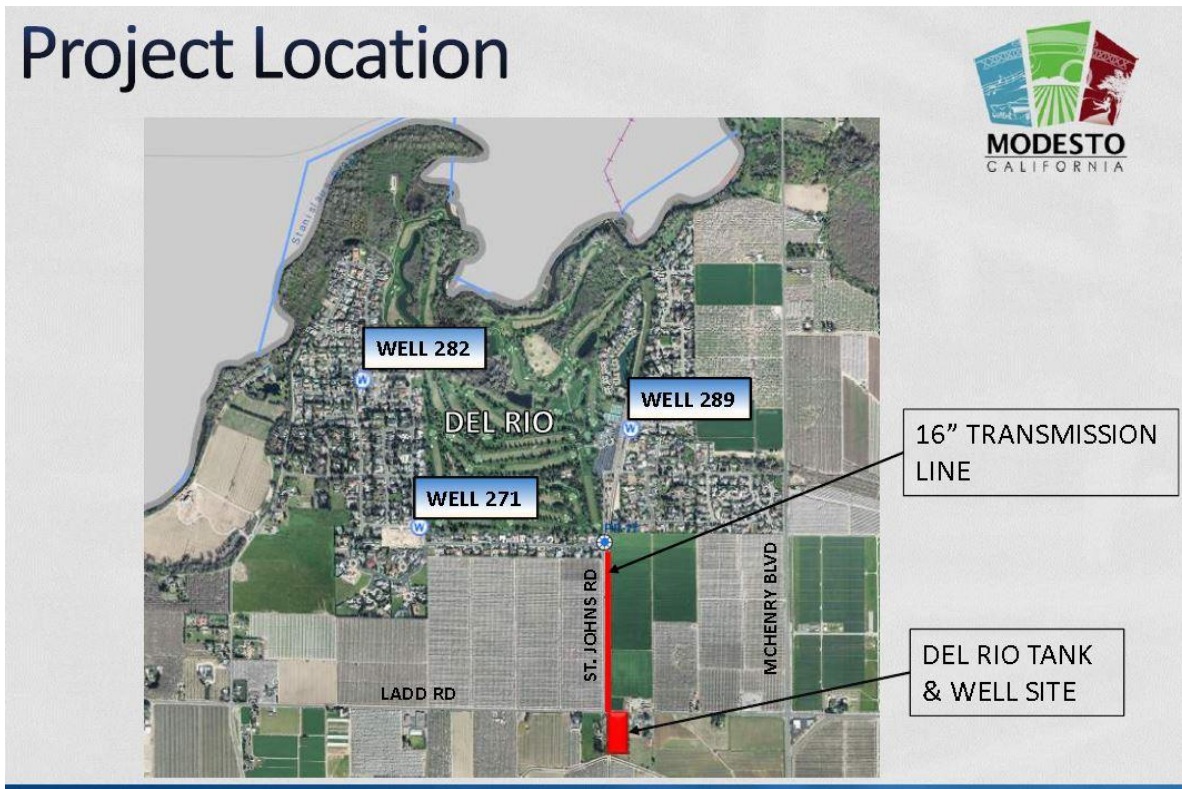 Project Location
MODESTO
CALIFORNIA
Stanislaus
WELL 282
WELL 289
DEL RIO
WELL 271
16” TRANSMISSION
LINE
ST. JOHNS RD
MCHENRY BLVD
LADD RD
DEL RIO TANK
& WELL SITE
W
W